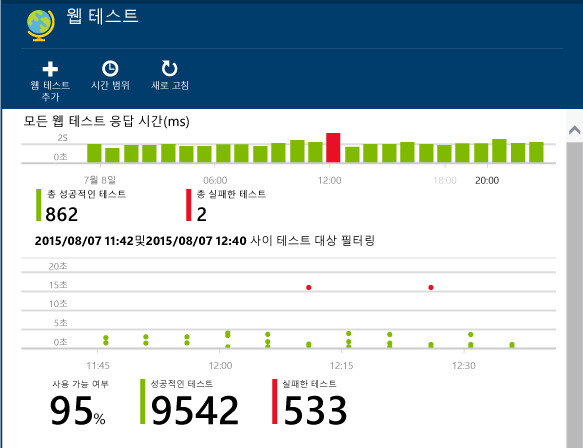 웹 테스트
웹 테스트 추가
시간 범위
새로 고침
모든 웹 테스트 응답 시간(ms)
2S
0초
7월 8일 06:00 12:00 18:00 20:00
총 성공적인 테스트
862
총 실패한 테스트
2
2015/08/07 11:42및2015/08/07 12:40 사이 테스트 대상 필터링
20초
15초
10초
5초
0초
11:45 12:00 12:15 12:30
사용 가능 여부
95%
성공적인 테스트
9542
실패한 테스트
533